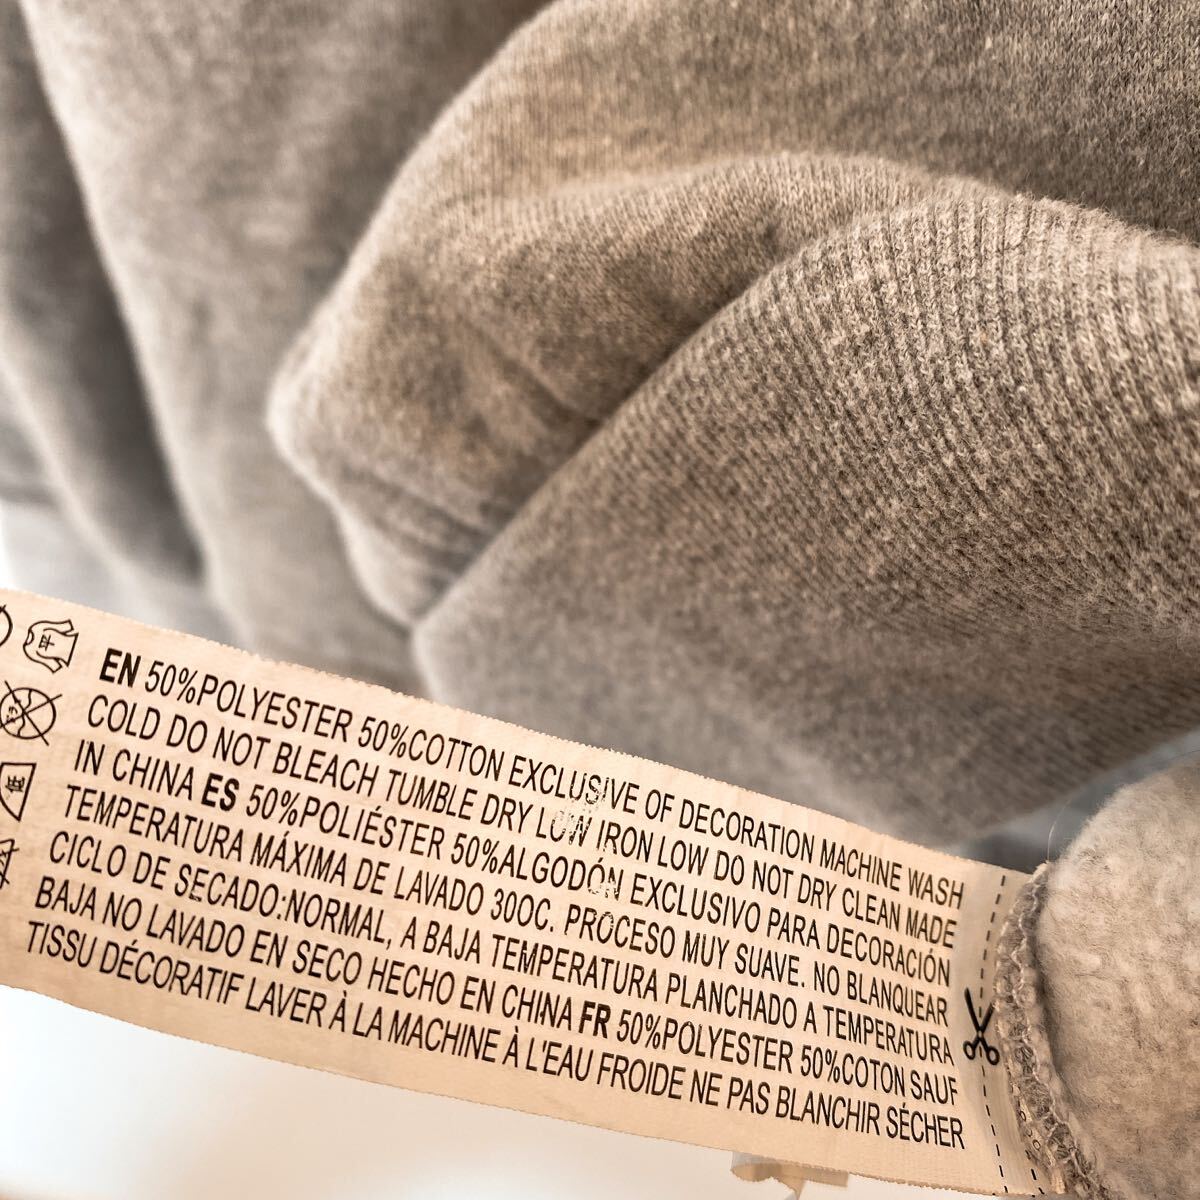 EN 50%POLYESTER 50%COTTON EXCLUSIVE OF DECORATION MACHINE WASH
COLD DO NOT BLEACH TUMBLE DRY LOW IRON LOW DO NOT DRY CLEAN MADE
IN CHINA ES 50%POLIÉSTER 50%ALGODÓN EXCLUSIVO PARA DECORACIÓN
TEMPERATURA MÁXIMA DE LAVADO 30OC. PROCESO MUY SUAVE. NO BLANQUEAR
CICLO DE SECADO:NORMAL, A BAJA TEMPERATURA PLANCHADO A TEMPERATURA
BAJA NO LAVADO EN SECO HECHO EN CHINA FR 50%POLYESTER 50%COTON SAUF
TISSU DÉCORATIF LAVER À LA MACHINE À L'EAU FROIDE NE PAS BLANCHIR SÉCHER
低